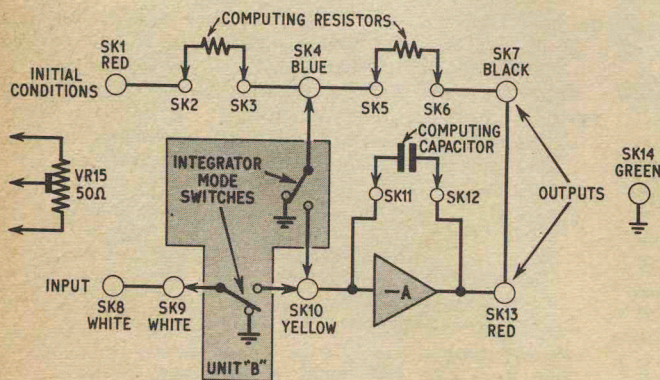 COMPUTING RESISTORS
SK1
RED
SK4
BLUE
SK7
BLACK
INITIAL
CONDITIONS
SK2
SK3
SK5
SK6
COMPUTING
CAPACITOR
VR15
50Ω
INTEGRATOR
MODE
SWITCHES
SK11
SK12
OUTPUTS
SK14
GREEN
INPUT
SK8
WHITE
SK9
WHITE
SK10
YELLOW
—A
SK13
RED
UNIT "B"